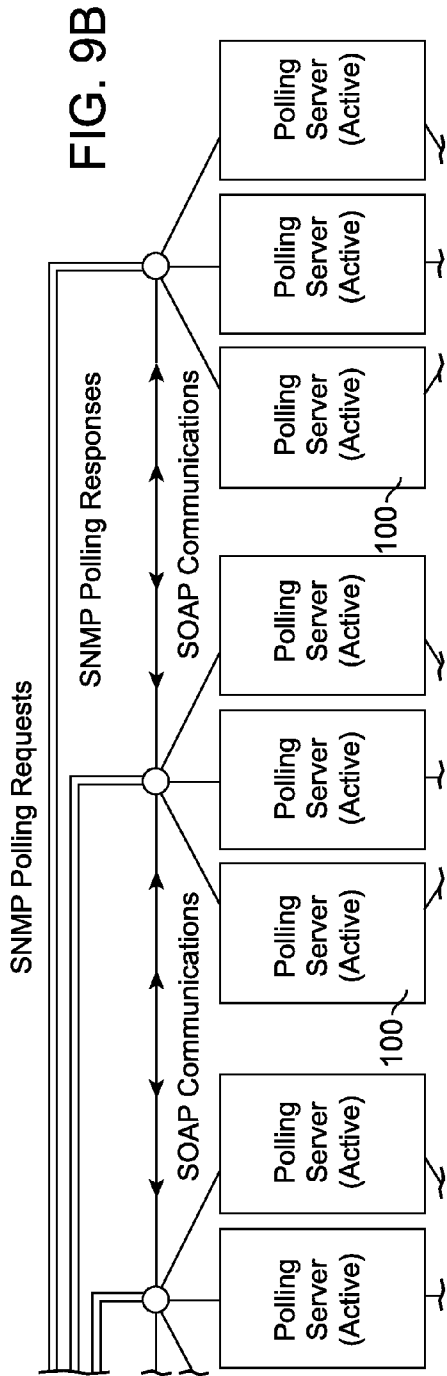 FIG. 9B
SNMP Polling Requests
SNMP Polling Responses
SOAP Communications
SOAP Communications
Polling
Server
(Active)
Polling
Server
(Active)
Polling
Server
(Active)
Polling
Server
(Active)
Polling
Server
(Active)
Polling
Server
(Active)
Polling
Server
(Active)
Polling
Server
(Active)
100
100